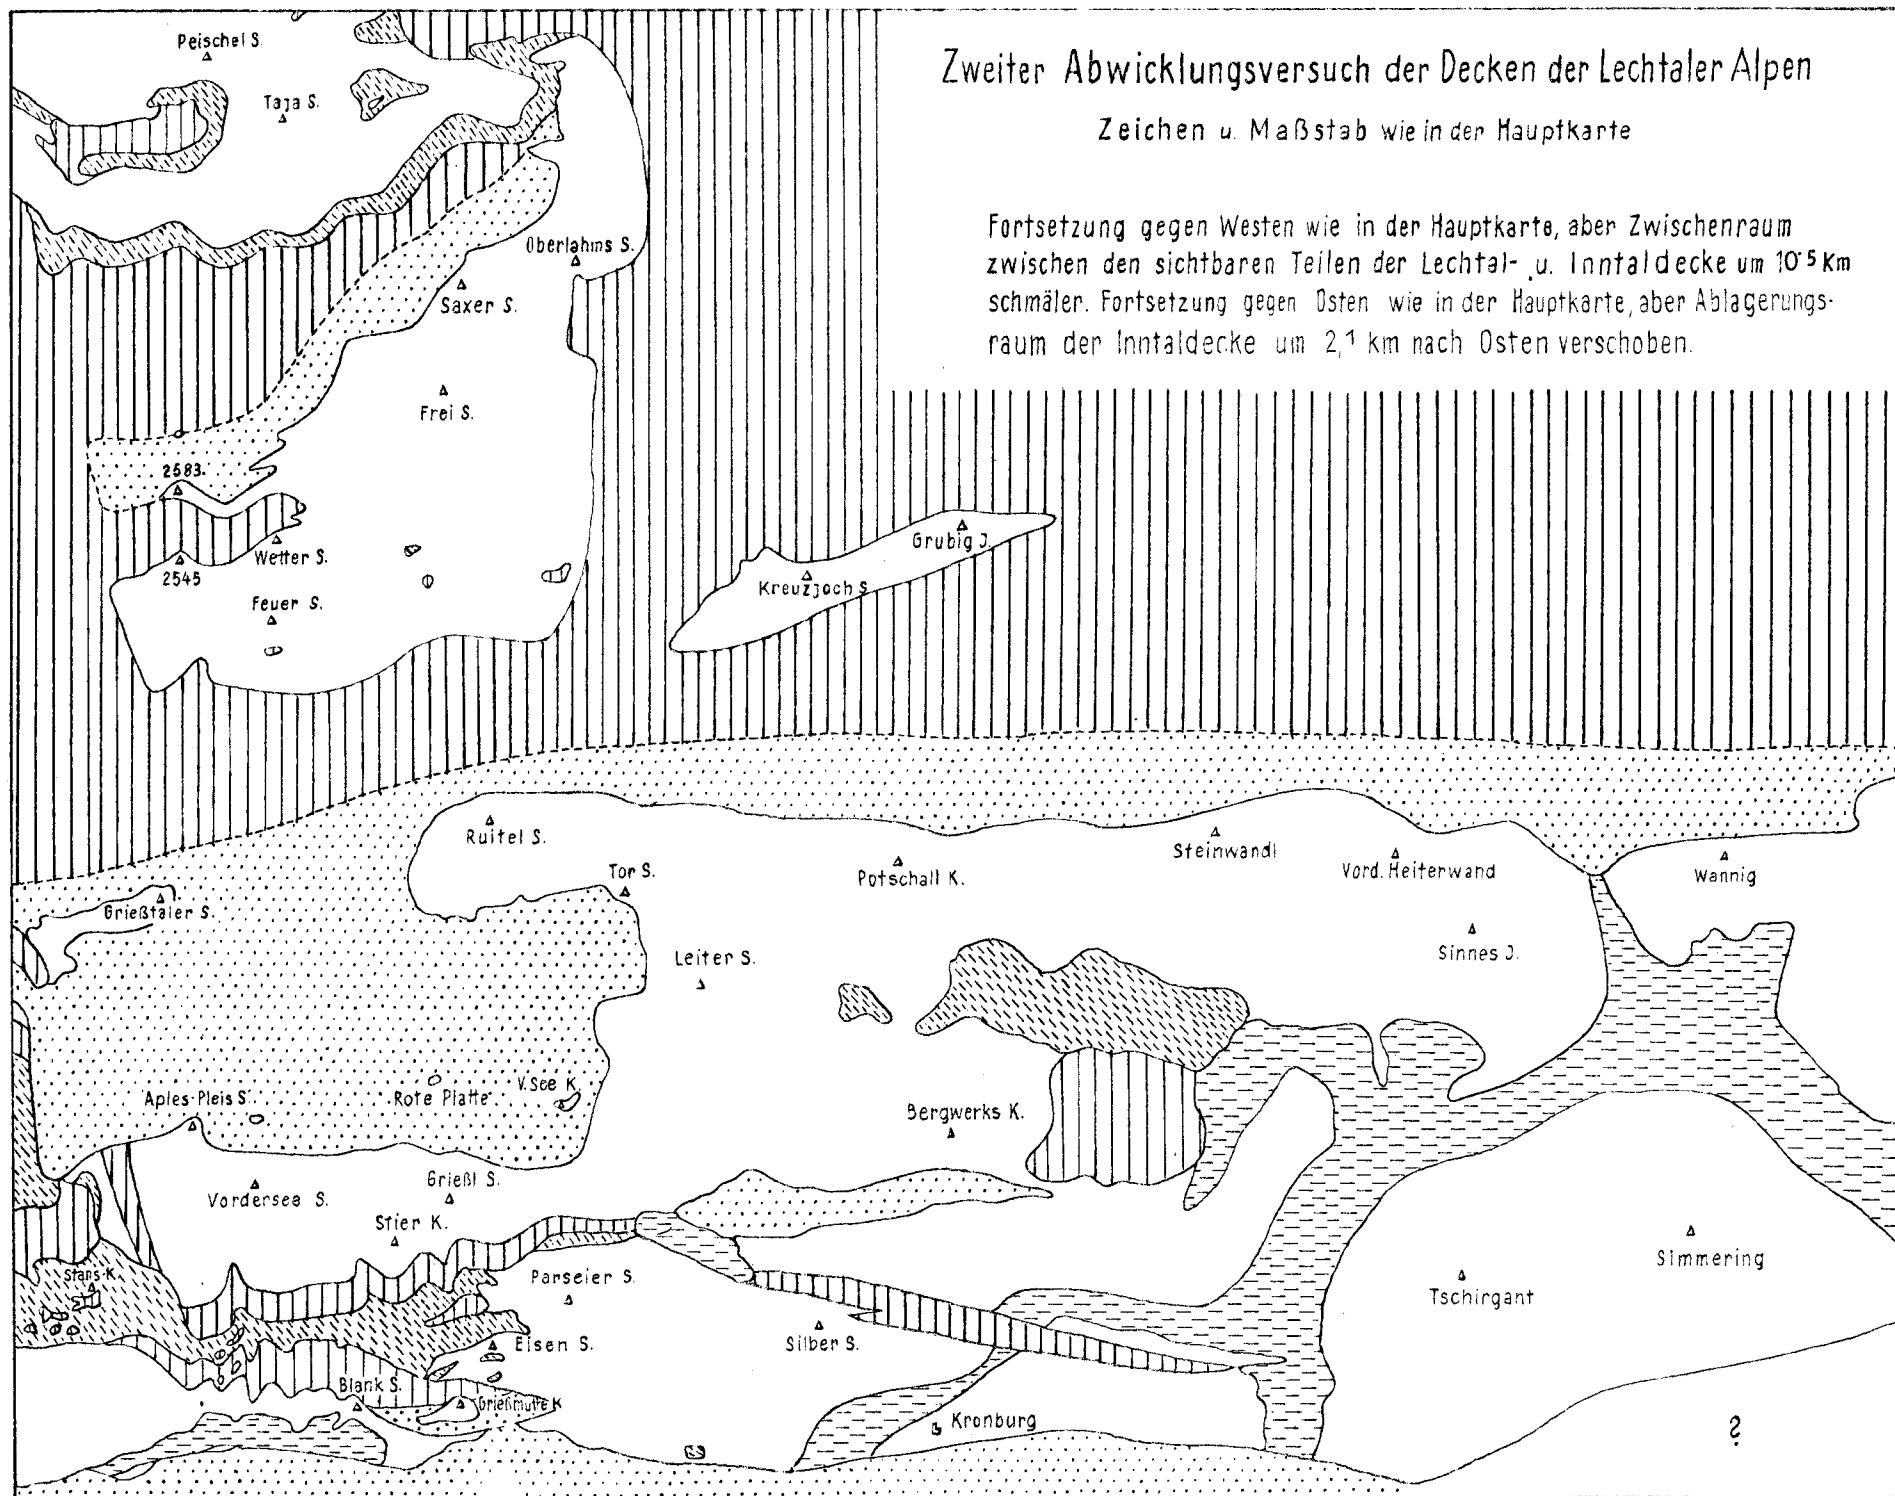 Zweiter Abwicklungsversuch der Decken der Lechtaler Alpen
Zeichen u. Maßstab wie in der Hauptkarte
Fortsetzung gegen Westen wie in der Hauptkarte, aber Zwischenraum
zwischen den sichtbaren Teilen der Lechtal- u. Inntaldecke um 10·5 Km
schmäler. Fortsetzung gegen Osten wie in der Hauptkarte, aber Ablagerungs-
raum der Inntaldecke um 2,1 km nach Osten verschoben.
Peischel S.
Taja S.
Oberlahms S.
Saxer S.
Frei S.
2583.
Wetter S.
2545
Feuer S.
Grubig J.
Kreuzjoch S
Ruitel S.
Tor S.
Potschall K.
Steinwandl
Vord. Heiterwand
Wannig
Grießtaler S.
Leiter S.
Sinnes J.
Aples-Pleis S.
Rote Platte
V. See K.
Bergwerks K.
Vordersee S.
Grießl S.
Stier K.
Stans-K.
Parseier S.
Simmering
Tschirgant
Eisen S.
Silber S.
Blank S.
Grießmutte K
Kronburg
?